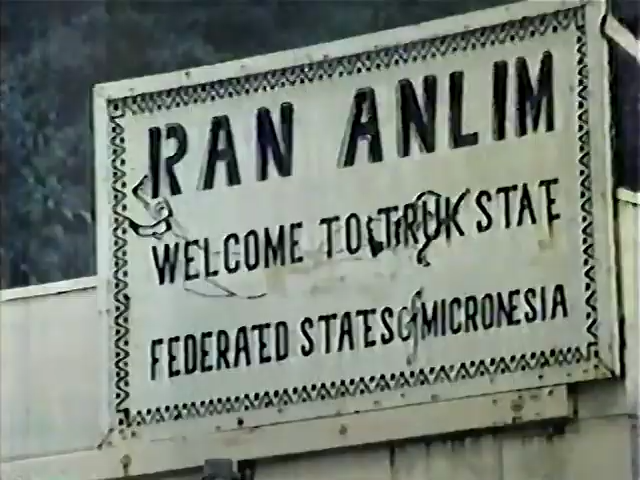 RAN ANLIM
WELCOME TO TRUK STATE
FEDERATED STATES of MICRONESIA